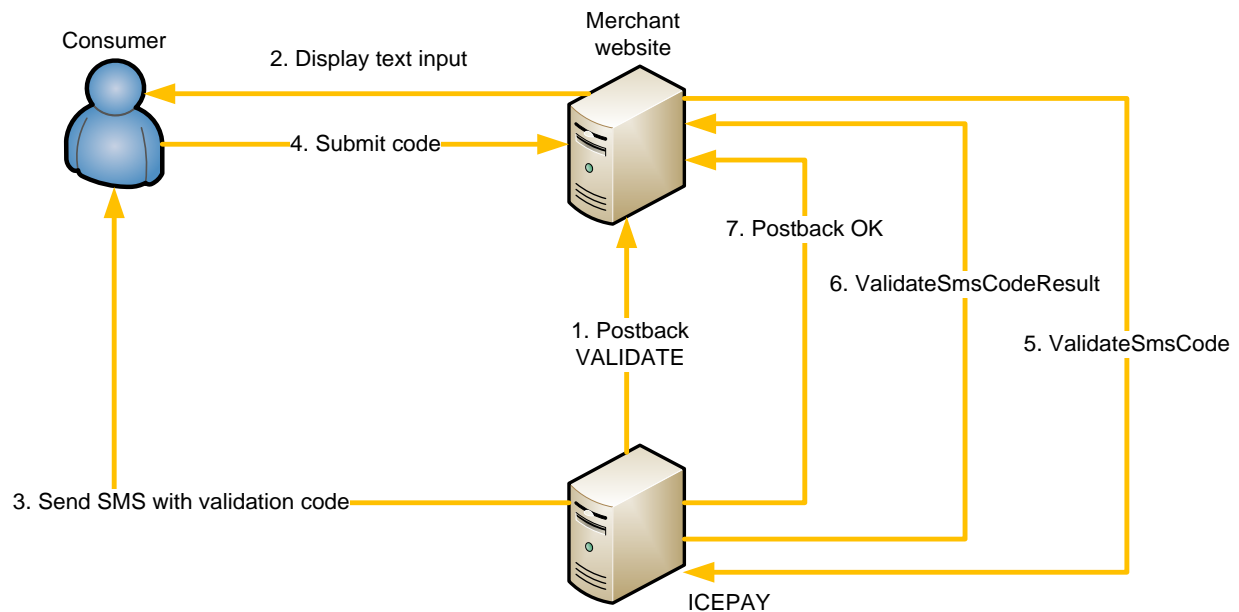 Merchant
website
Consumer
2. Display text input
4. Submit code
7. Postback OK
6. ValidateSmsCodeResult
1. Postback
VALIDATE
5. ValidateSmsCode
3. Send SMS with validation code
ICEPAY